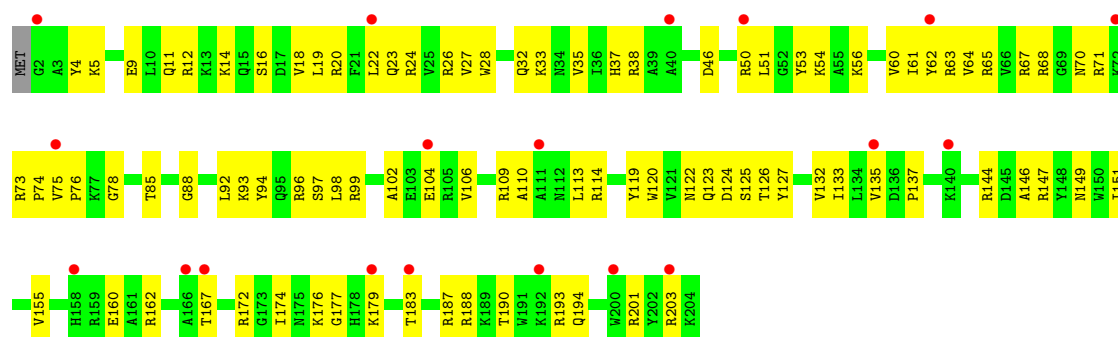 MET G2 A3 Y4 K5 E9 L10 Q11 R12 K13 K14 Q15 S16 D17 V18 L19 R20 F21 L22 Q23 R24 V25 R26 V27 W28 Q32 K33 N34 V35 I36 H37 R38 A39 A40 D46 R50 L51 G52 Y53 K54 A55 K56 V60 I61 Y62 R63 V64 R65 V66 R67 R68 G69 N70 R71 K72
R73 P74 V75 P76 K77 G78 T85 G88 L92 K93 Y94 Q95 R96 S97 L98 R99 A102 E103 E104 R105 V106 R109 A110 A111 N112 L113 R114 Y119 W120 V121 N122 Q123 D124 S125 T126 Y127 V132 I133 L134 V135 D136 P137 K140 R144 D145 A146 R147 Y148 N149 W150 I151
V155 H158 R159 E160 A161 R162 A166 T167 R172 G173 I174 N175 K176 G177 H178 K179 T183 R187 R188 K189 T190 W191 K192 R193 Q194 W200 R201 Y202 R203 K204